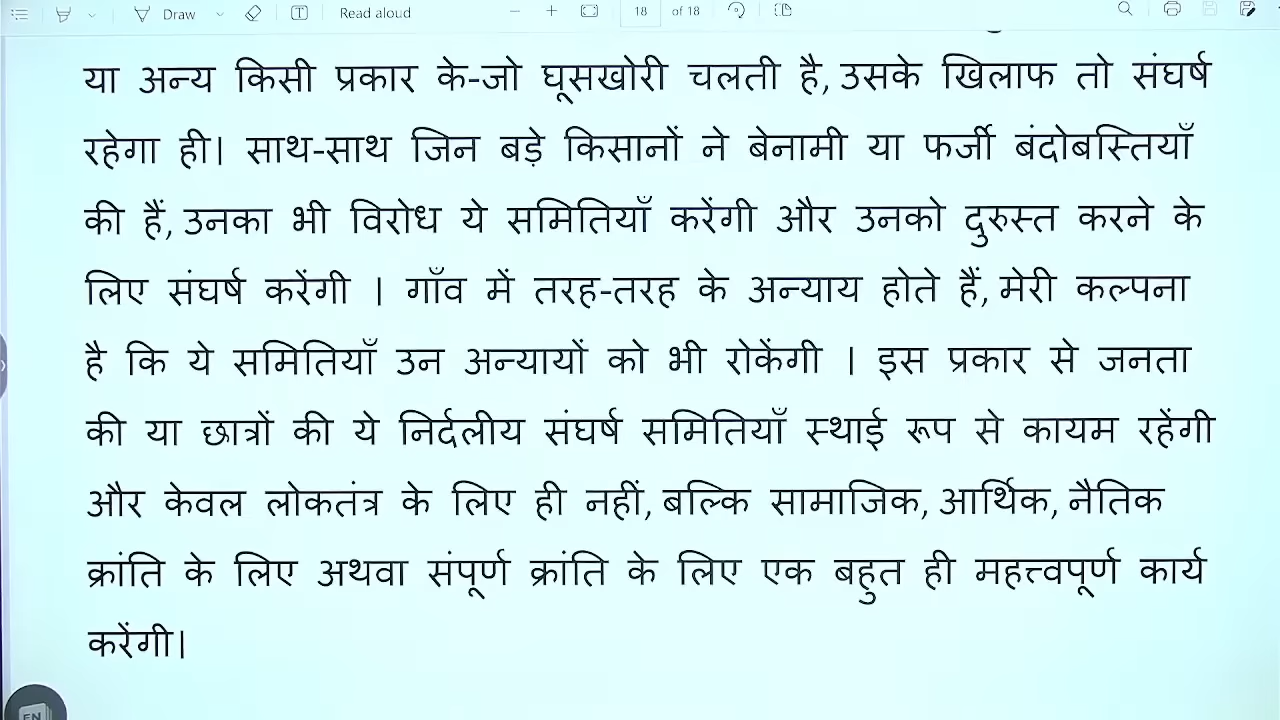 Draw
Read aloud
18 of 18
या अन्य किसी प्रकार के-जो घूसखोरी चलती है, उसके खिलाफ तो संघर्ष
रहेगा ही। साथ-साथ जिन बड़े किसानों ने बेनामी या फर्जी बंदोबस्तियाँ
की हैं, उनका भी विरोध ये समितियाँ करेंगी और उनको दुरुस्त करने के
लिए संघर्ष करेंगी । गाँव में तरह-तरह के अन्याय होते हैं, मेरी कल्पना
है कि ये समितियाँ उन अन्यायों को भी रोकेंगी । इस प्रकार से जनता
की या छात्रों की ये निर्दलीय संघर्ष समितियाँ स्थाई रूप से कायम रहेंगी
और केवल लोकतंत्र के लिए ही नहीं, बल्कि सामाजिक, आर्थिक, नैतिक
क्रांति के लिए अथवा संपूर्ण क्रांति के लिए एक बहुत ही महत्त्वपूर्ण कार्य
करेंगी।
EN